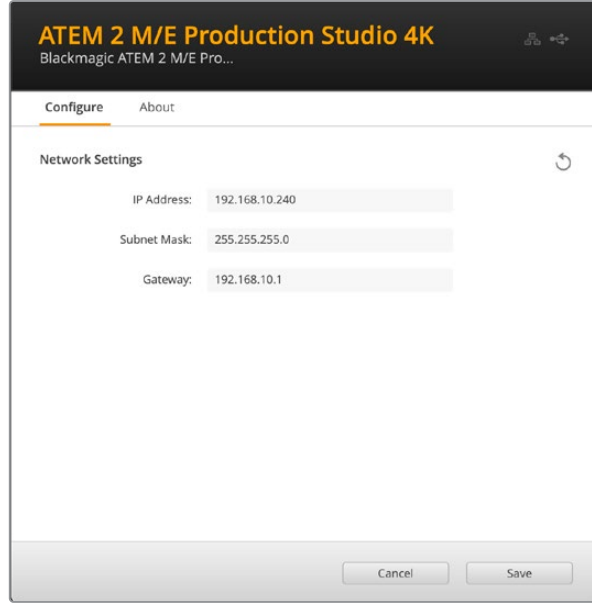 ATEM 2 M/E Production Studio 4K
Blackmagic ATEM 2 M/E Pro...
Configure About
Network Settings
IP Address: 192.168.10.240
Subnet Mask: 255.255.255.0
Gateway: 192.168.10.1
Cancel Save